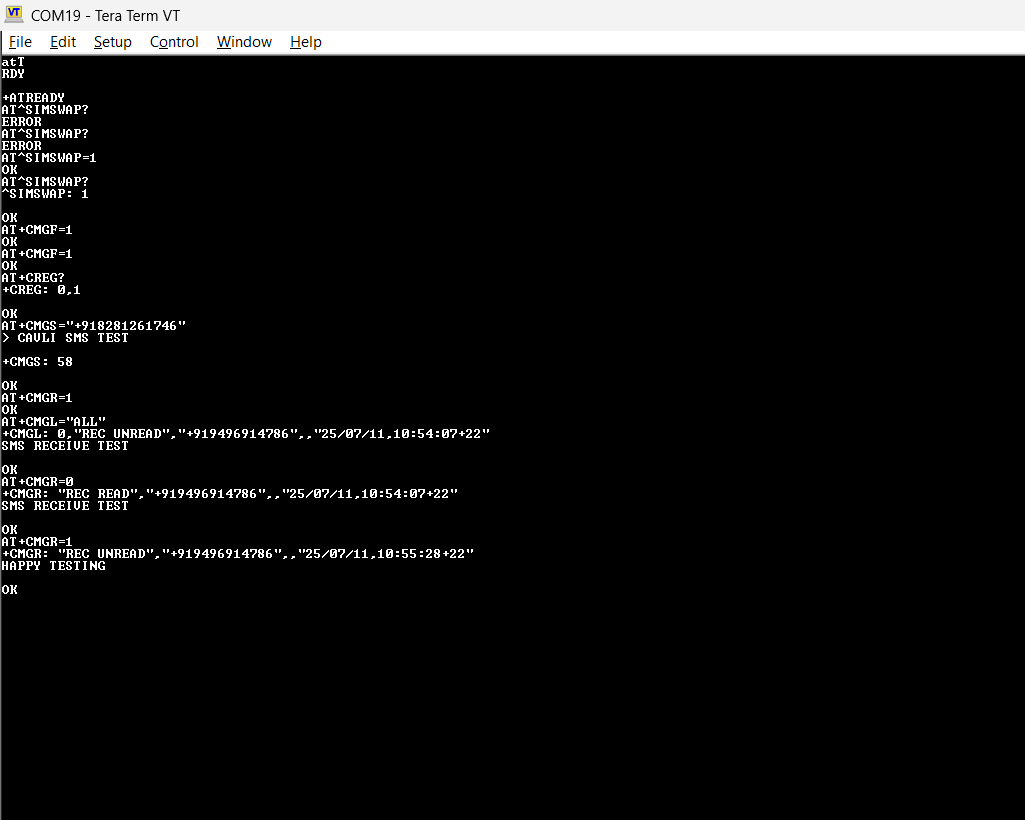 COM19 - Tera Term VT
File Edit Setup Control Window Help
atT
RDY
+ATREADY
AT^SIMSWAP?
ERROR
AT^SIMSWAP?
ERROR
AT^SIMSWAP=1
OK
AT^SIMSWAP?
^SIMSWAP: 1
OK
AT+CMGF=1
OK
AT+CMGF=1
OK
AT+CREG?
+CREG: 0,1
OK
AT+CMGS="+918281261746"
> CAVLI SMS TEST
+CMGS: 58
OK
AT+CMGR=1
OK
AT+CMGL="ALL"
+CMGL: 0,"REC UNREAD","+919496914786",,"25/07/11,10:54:07+22"
SMS RECEIVE TEST
OK
AT+CMGR=0
+CMGR: "REC READ","+919496914786",,"25/07/11,10:54:07+22"
SMS RECEIVE TEST
OK
AT+CMGR=1
+CMGR: "REC UNREAD","+919496914786",,"25/07/11,10:55:28+22"
HAPPY TESTING
OK